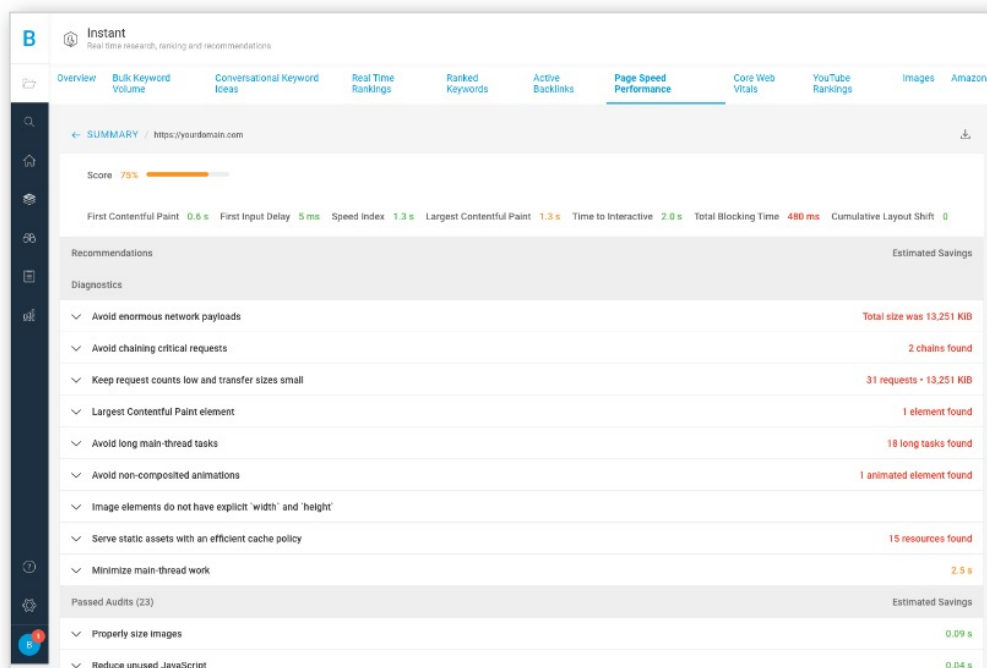 B
Instant
Real time research, ranking and recommendations
Overview Bulk Keyword Volume Conversational Keyword Ideas Real Time Rankings Ranked Keywords Active Backlinks Page Speed Performance Core Web Vitals YouTube Rankings Images Amazon
← SUMMARY / https://yourdomain.com
Score 75%
First Contentful Paint 0.6 s First Input Delay 5 ms Speed Index 1.3 s Largest Contentful Paint 1.3 s Time to Interactive 2.0 s Total Blocking Time 480 ms Cumulative Layout Shift 0
Recommendations Estimated Savings
Diagnostics
Avoid enormous network payloads Total size was 13,251 KiB
Avoid chaining critical requests 2 chains found
Keep request counts low and transfer sizes small 31 requests • 13,251 KiB
Largest Contentful Paint element 1 element found
Avoid long main-thread tasks 18 long tasks found
Avoid non-composited animations 1 animated element found
Image elements do not have explicit `width` and `height`
Serve static assets with an efficient cache policy 15 resources found
Minimize main-thread work 2.5 s
Passed Audits (23) Estimated Savings
Properly size images 0.09 s
Reduce unused JavaScript 0.04 s
B 1